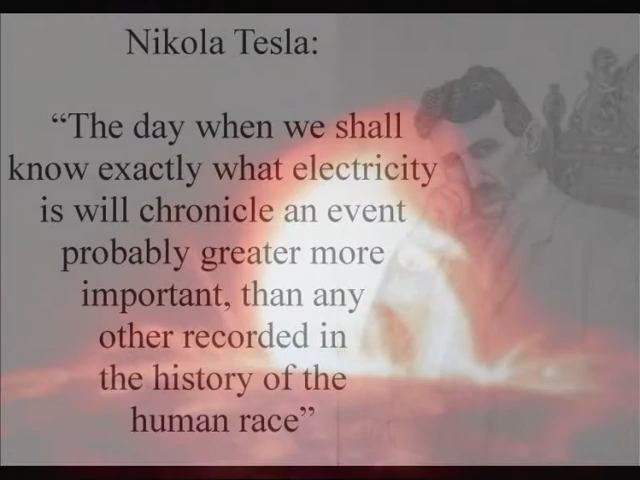 Nikola Tesla:
“The day when we shall
know exactly what electricity
is will chronicle an event
probably greater more
important, than any
other recorded in
the history of the
human race”